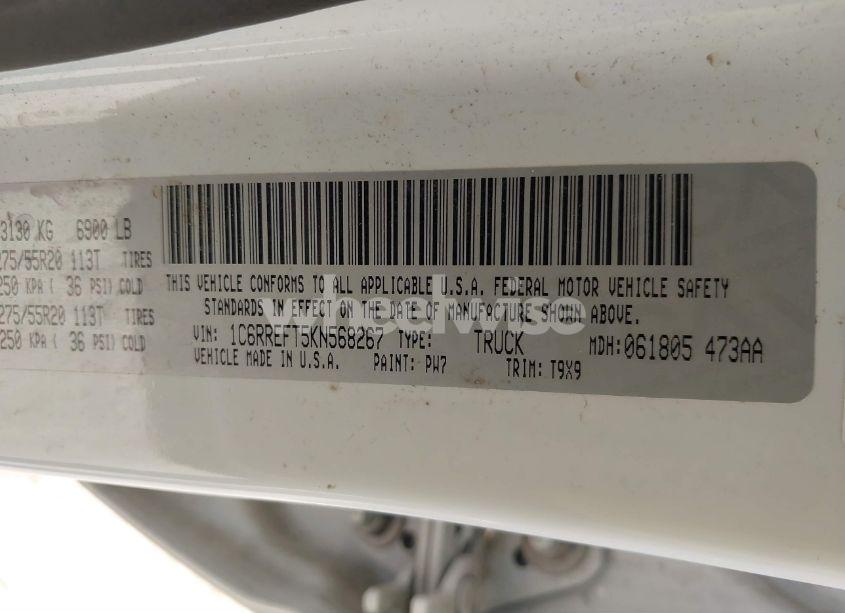 3130 KG 6900 LB
275/55R20 113T TIRES
250 KPA ( 36 PSI) COLD
275/55R20 113T TIRES
250 KPA ( 36 PSI) COLD
THIS VEHICLE CONFORMS TO ALL APPLICABLE U.S.A. FEDERAL MOTOR VEHICLE SAFETY
STANDARDS IN EFFECT ON THE DATE OF MANUFACTURE SHOWN ABOVE.
VIN: 1C6RREFT5KN568267 TYPE: TRUCK MDH:061805 473AA
VEHICLE MADE IN U.S.A. PAINT: PW7 TRIM: T9X9
wheelwise